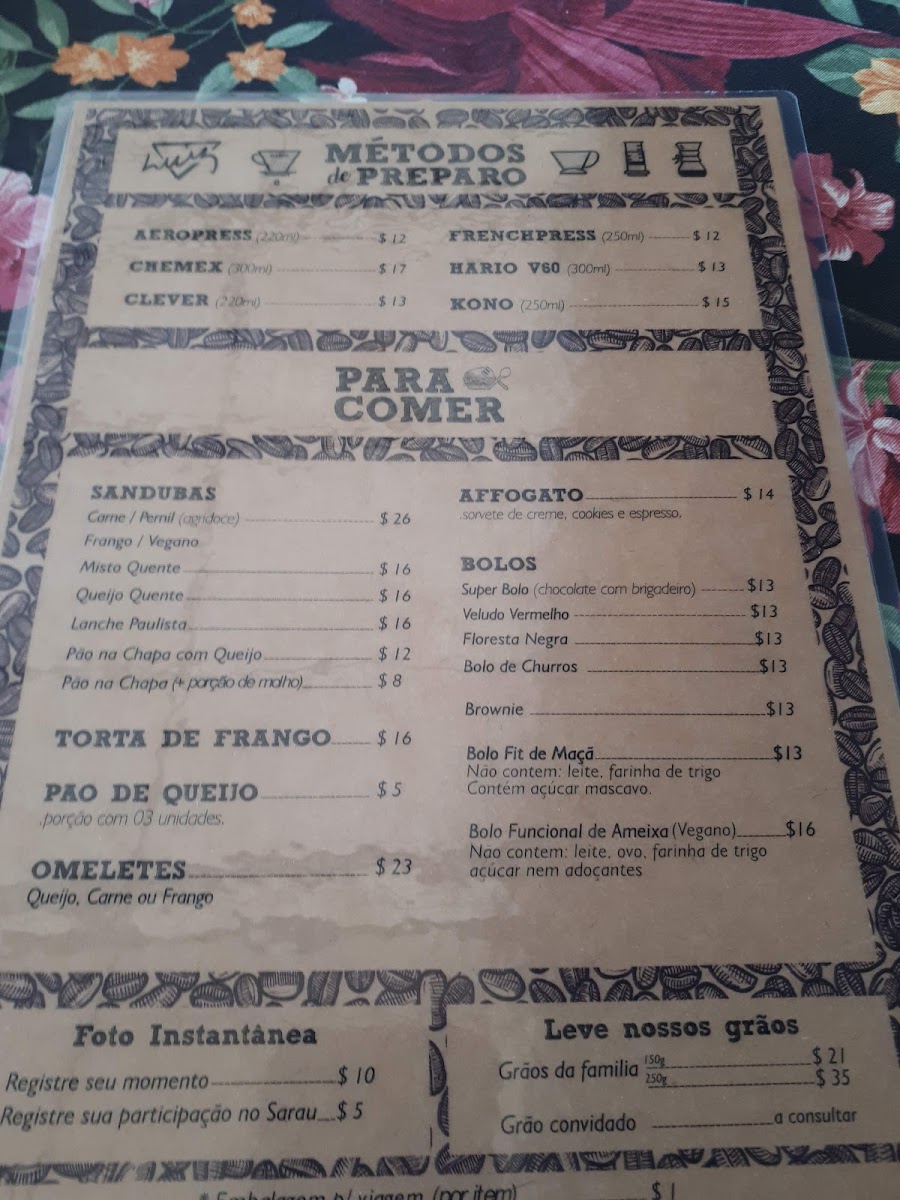 Luis
MÉTODOS
de PREPARO
AEROPRESS (220ml) $ 12
CHEMEX (300ml) $ 17
CLEVER (220ml) $ 13
FRENCHPRESS (250ml) $ 12
HARIO V60 (300ml) $ 13
KONO (250ml) $ 15
PARA
COMER
SANDUBAS
Carne / Pernil (agridoce) $ 26
Frango / Vegano
Misto Quente $ 16
Queijo Quente $ 16
Lanche Paulista $ 16
Pão na Chapa com Queijo $ 12
Pão na Chapa (+ porção de molho) $ 8
TORTA DE FRANGO $ 16
PAO DE QUEIJO $ 5
.porção com 03 unidades.
OMELETES $ 23
Queijo, Carne ou Frango
AFFOGATO $ 14
.sorvete de creme, cookies e espresso.
BOLOS
Super Bolo (chocolate com brigadeiro) $13
Veludo Vermelho $13
Floresta Negra $13
Bolo de Churros $13
Brownie $13
Bolo Fit de Maçã $13
Não contem: leite, farinha de trigo
Contém açúcar mascavo.
Bolo Funcional de Ameixa (Vegano) $16
Nao contem: leite, ovo, farinha de trigo
açúcar nem adoçantes
Foto Instantânea
Registre seu momento $ 10
Registre sua participação no Sarau $ 5
Leve nossos grãos
Grãos da familia 150g $ 21
250g $ 35
Grão convidado a consultar
* Embalagem p/ viagem (por item) $ 1